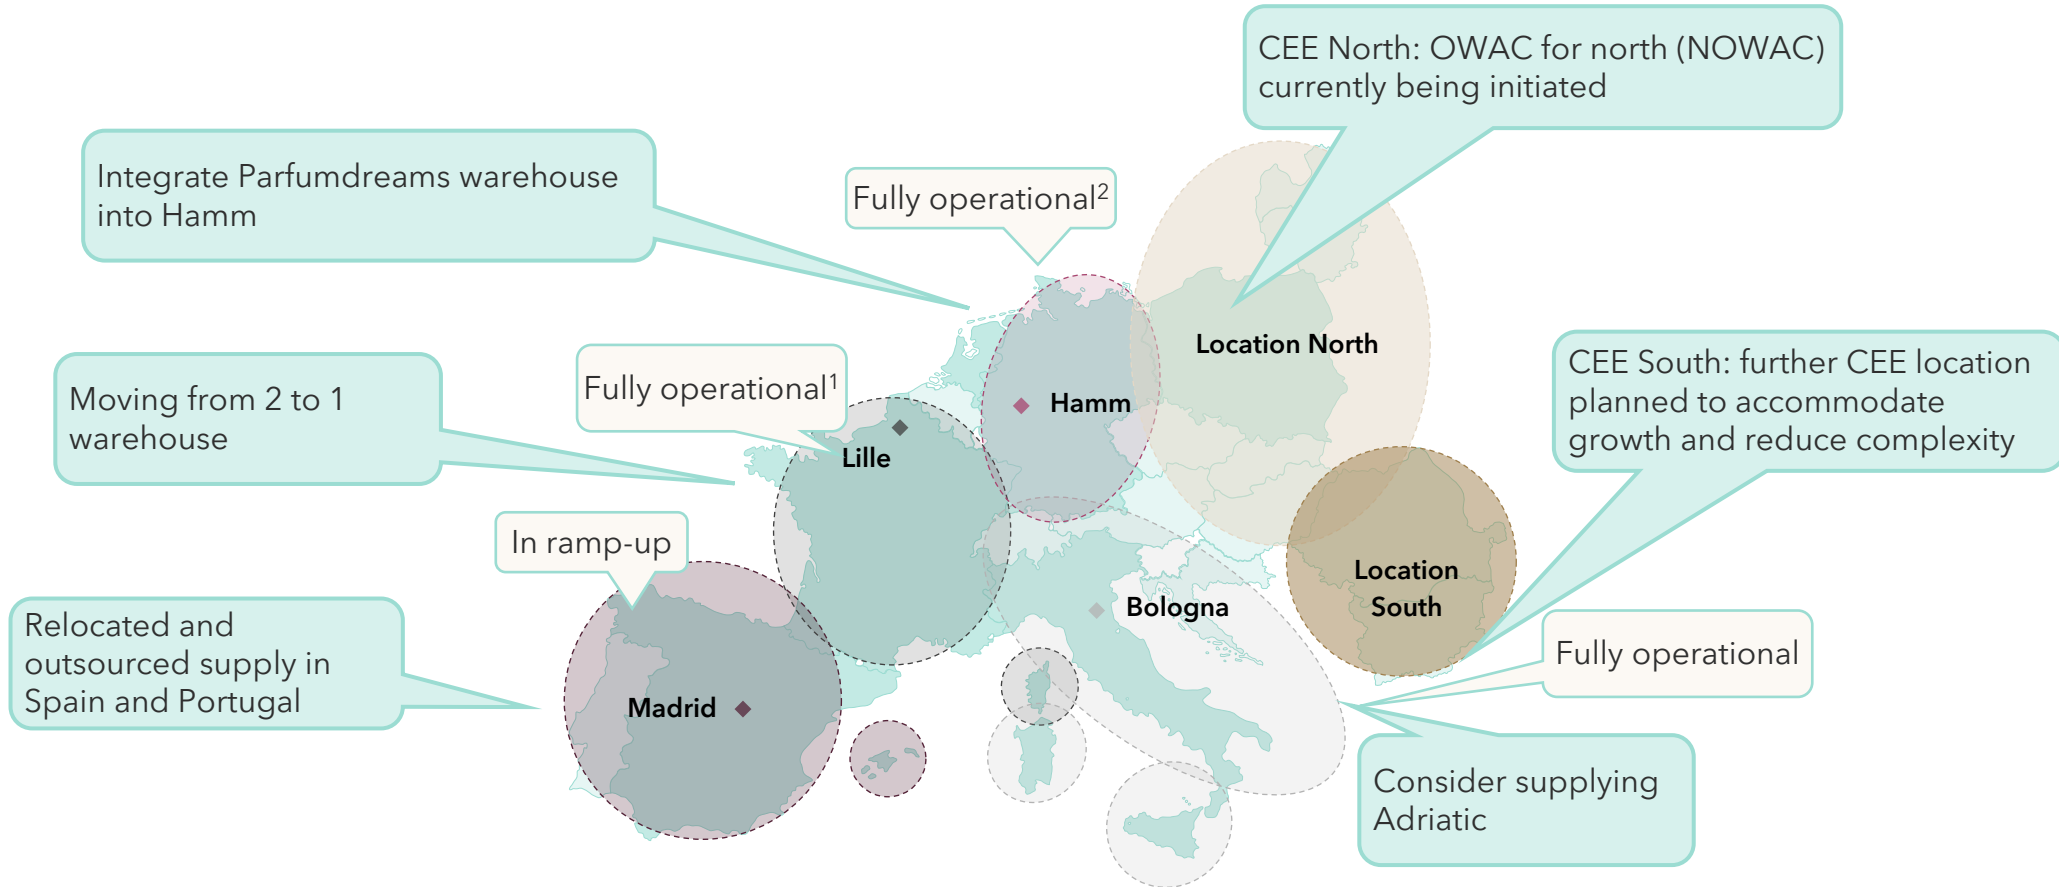 CEE North: OWAC for north (NOWAC)
currently being initiated
Integrate Parfumdreams warehouse
into Hamm
Fully operational²
Location North
CEE South: further CEE location
planned to accommodate
growth and reduce complexity
Moving from 2 to 1
warehouse
Fully operational¹
Hamm
Lille
In ramp-up
Location
South
Bologna
Relocated and
outsourced supply in
Spain and Portugal
Fully operational
Madrid
Consider supplying
Adriatic